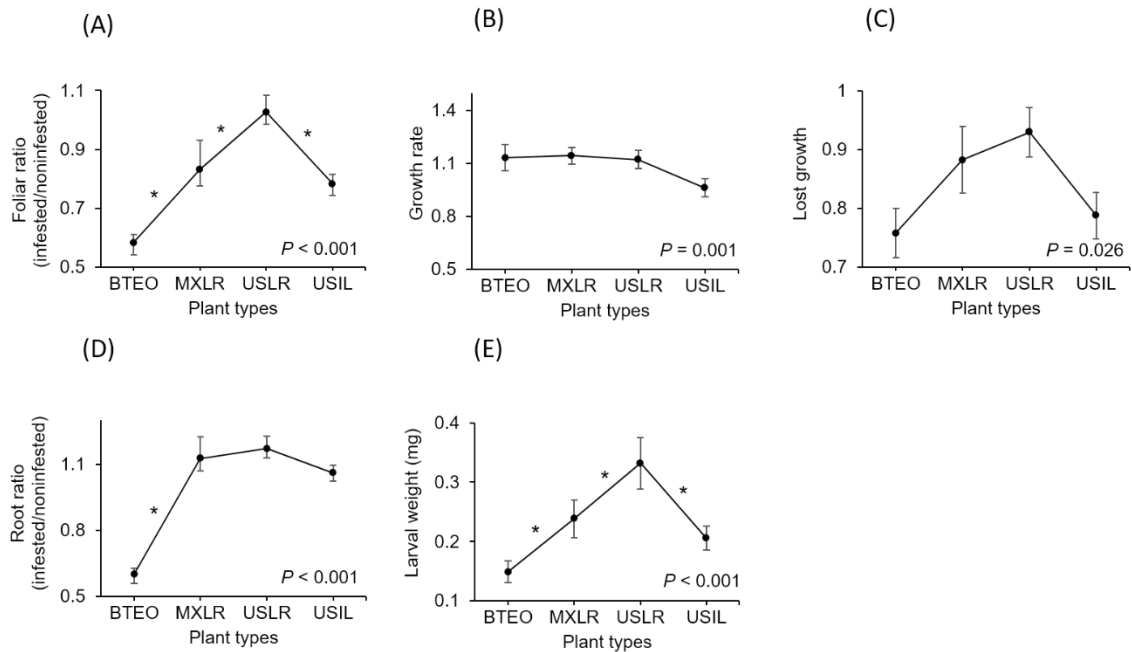 (A)
Foliar ratio
(infested/noninfested)
1.1
0.9
0.7
0.5
*
*
*
P < 0.001
BTEO MXLR USLR USIL
Plant types
(B)
Growth rate
1.4
1.1
0.8
0.5
P = 0.001
BTEO MXLR USLR USIL
Plant types
(C)
Lost growth
1
0.9
0.8
0.7
P = 0.026
BTEO MXLR USLR USIL
Plant types
(D)
Root ratio
(infested/noninfested)
1.1
0.8
0.5
*
P < 0.001
BTEO MXLR USLR USIL
Plant types
(E)
Larval weight (mg)
0.4
0.3
0.2
0.1
*
*
*
P < 0.001
BTEO MXLR USLR USIL
Plant types